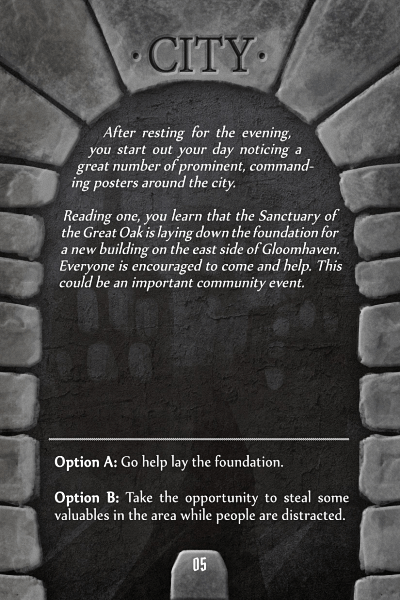 · CITY ·
After resting for the evening,
you start out your day noticing a
great number of prominent, command-
ing posters around the city.
Reading one, you learn that the Sanctuary of
the Great Oak is laying down the foundation for
a new building on the east side of Gloomhaven.
Everyone is encouraged to come and help. This
could be an important community event.
Option A: Go help lay the foundation.
Option B: Take the opportunity to steal some
valuables in the area while people are distracted.
05